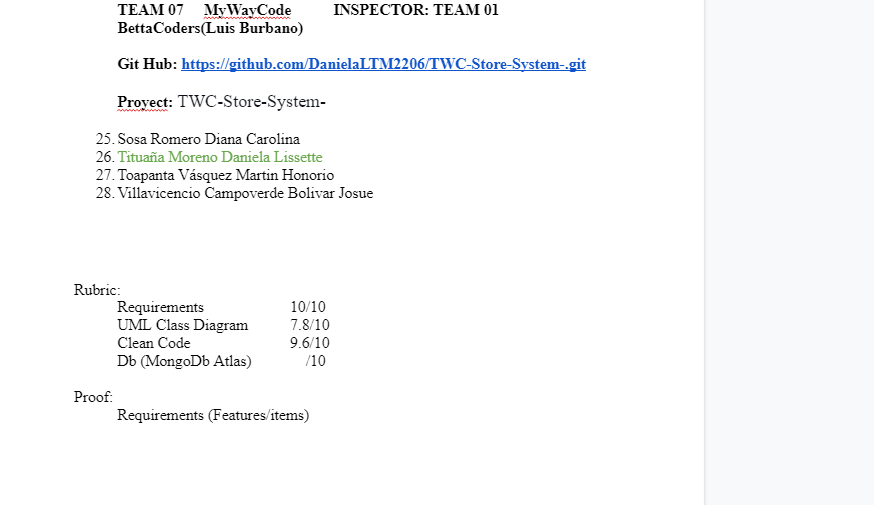 TEAM 07 MyWayCode INSPECTOR: TEAM 01
BettaCoders(Luis Burbano)
Git Hub: https://github.com/DanielaLTM2206/TWC-Store-System-.git
Proyect: TWC-Store-System-
25. Sosa Romero Diana Carolina
26. Tituaña Moreno Daniela Lissette
27. Toapanta Vásquez Martin Honorio
28. Villavicencio Campoverde Bolivar Josue
Rubric:
Requirements 10/10
UML Class Diagram 7.8/10
Clean Code 9.6/10
Db (MongoDb Atlas) /10
Proof:
Requirements (Features/items)